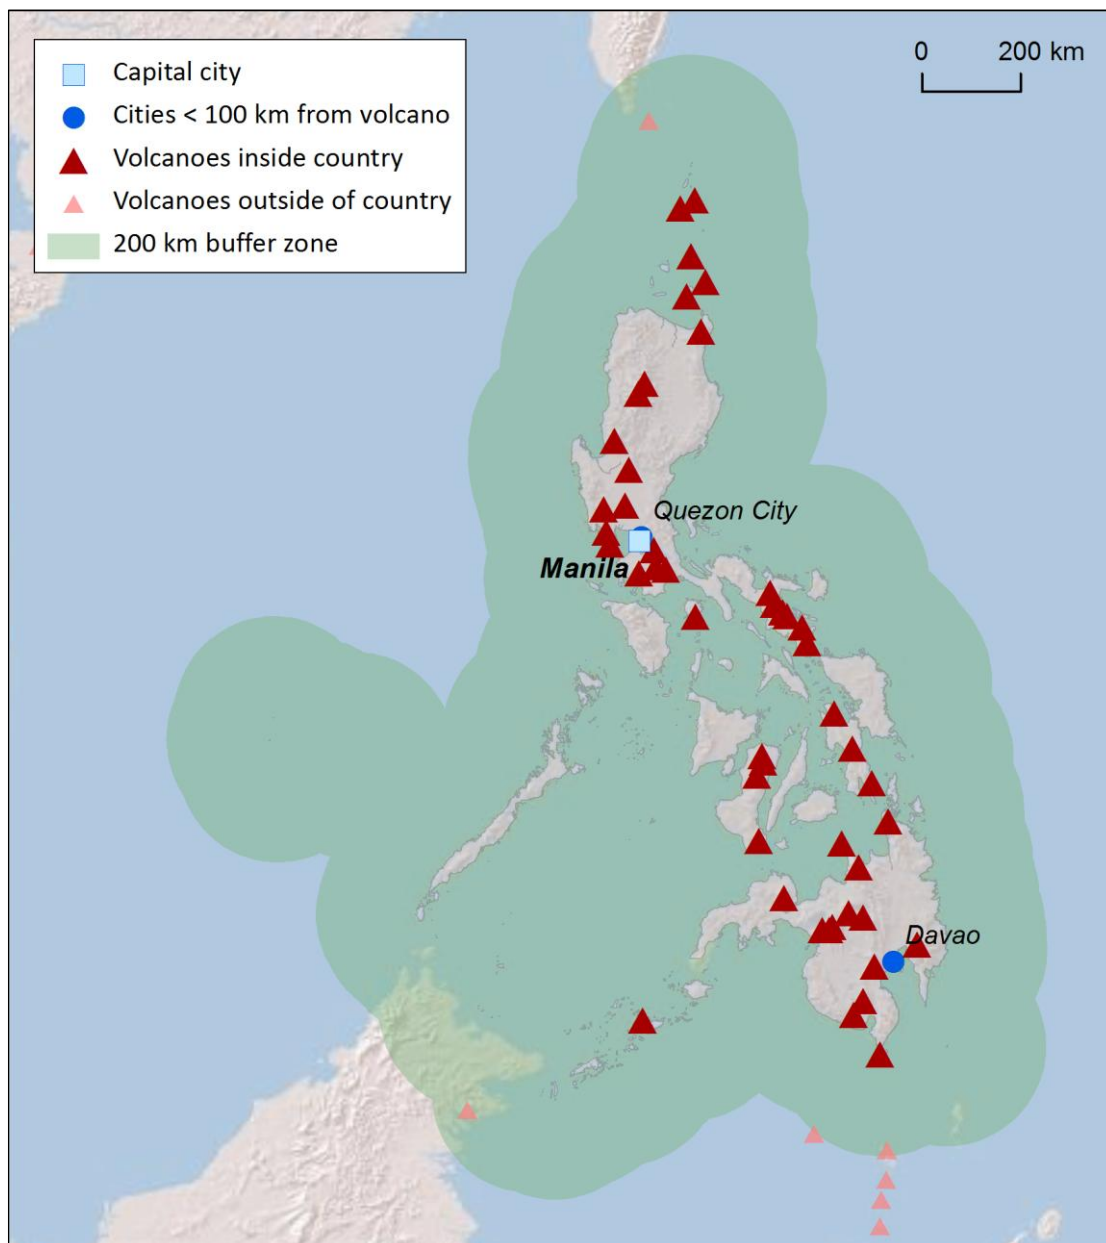 Capital city
Cities < 100 km from volcano
Volcanoes inside country
Volcanoes outside of country
200 km buffer zone
0 200 km
Quezon City
Manila
Davao